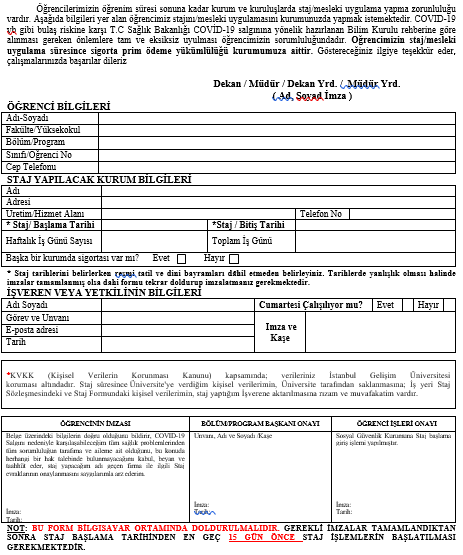 Öğrencilerimizin öğrenim süresi sonuna kadar kurum ve kuruluşlarda staj/mesleki uygulama yapma zorunluluğu
vardır. Aşağıda bilgileri yer alan öğrencimiz stajını/mesleki uygulamasını kurumunuzda yapmak istemektedir. COVID-19
vb gibi bulaş riskine karşı T.C Sağlık Bakanlığı COVID-19 salgınına yönelik hazırlanan Bilim Kurulu rehberine göre
alınması gereken önlemlere tam ve eksiksiz uyulması öğrencimizin sorumluluğundadır. Öğrencimizin staj/mesleki
uygulama süresince sigorta prim ödeme yükümlülüğü kurumumuza aittir. Göstereceğiniz ilgiye teşekkür eder,
çalışmalarınızda başarılar dileriz
Dekan / Müdür / Dekan Yrd. / Müdür Yrd.
( Ad, Soyad İmza )
ÖĞRENCİ BİLGİLERİ
Adı-Soyadı
Fakülte/Yüksekokul
Bölüm/Program
Sınıfı/Öğrenci No
Cep Telefonu
STAJ YAPILACAK KURUM BİLGİLERİ
Adı
Adresi
Üretim/Hizmet Alanı Telefon No
* Staj/ Başlama Tarihi *Staj / Bitiş Tarihi
Haftalık İş Günü Sayısı Toplam İş Günü
Başka bir kurumda sigortası var mı? Evet Hayır
* Staj tarihlerini belirlerken resmi tatil ve dini bayramları dâhil etmeden belirleyiniz. Tarihlerde yanlışlık olması halinde
imzalar tamamlanmış olsa dahi formu tekrar doldurup imzalatmanız gerekmektedir.
İŞVEREN VEYA YETKİLİNİN BİLGİLERİ
Adı Soyadı Cumartesi Çalışılıyor mu? Evet Hayır
Görev ve Unvanı
E-posta adresi
Tarih
İmza ve
Kaşe
*KVKK (Kişisel Verilerin Korunması Kanunu) kapsamında; verileriniz İstanbul Gelişim Üniversitesi
koruması altındadır. Staj süresince Üniversite'ye verdiğim kişisel verilerimin, Üniversite tarafından saklanmasına; İş yeri Staj
Sözleşmesindeki ve Staj Formundaki kişisel verilerimin, staj yaptığım İşverene aktarılmasına rızam ve muvafakatim vardır.
ÖĞRENCİNİN İMZASI BÖLÜM/PROGRAM BAŞKANI ONAYI ÖĞRENCİ İŞLERİ ONAYI
Belge üzerindeki bilgilerin doğru olduğunu bildirir, COVID-19
Salgını nedeniyle karşılaşabileceğim tüm sağlık problemlerinden
tüm sorumluluğun tarafıma ve aileme ait olduğunu, bu konuda
herhangi bir hak talebinde bulunmayacağımı kabul, beyan ve
taahhüt eder, staj yapacağım adı geçen firma ile ilgili Staj
evraklarının onaylanmasını saygılarımla arz ederim.
İmza:
Tarih:
Unvanı, Adı ve Soyadı /Kaşe
İmza:
Tarih:
Sosyal Güvenlik Kurumuna Staj başlama
giriş işlemi yapılmıştır.
İmza:
Tarih:
NOT: BU FORM BİLGİSAYAR ORTAMINDA DOLDURULMALIDIR. GEREKLİ İMZALAR TAMAMLANDIKTAN
SONRA STAJ BAŞLAMA TARİHİNDEN EN GEÇ 15 GÜN ÖNCE STAJ İŞLEMLERİN BAŞLATILMASI
GEREKMEKTEDİR.